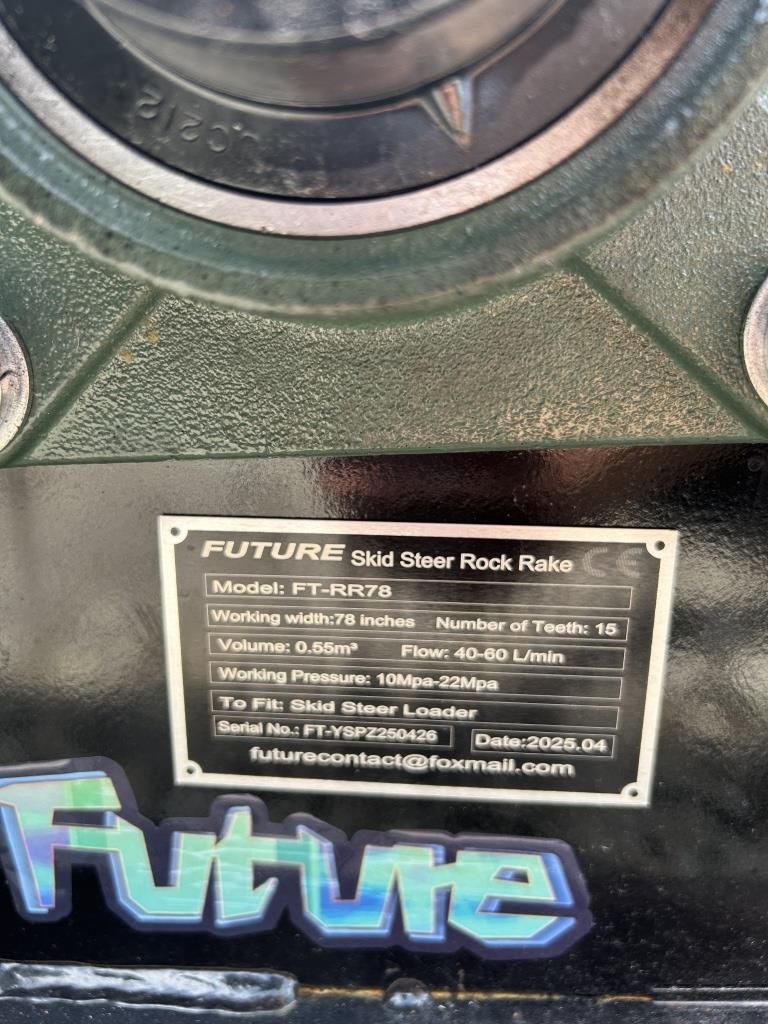 C212
FUTURE Skid Steer Rock Rake CE
Model: FT-RR78
Working width:78 inches Number of Teeth: 15
Volume: 0.55m³ Flow: 40-60 L/min
Working Pressure: 10Mpa-22Mpa
To Fit: Skid Steer Loader
Serial No.: FT-YSPZ250426 Date:2025.04
futurecontact@foxmail.com
Future